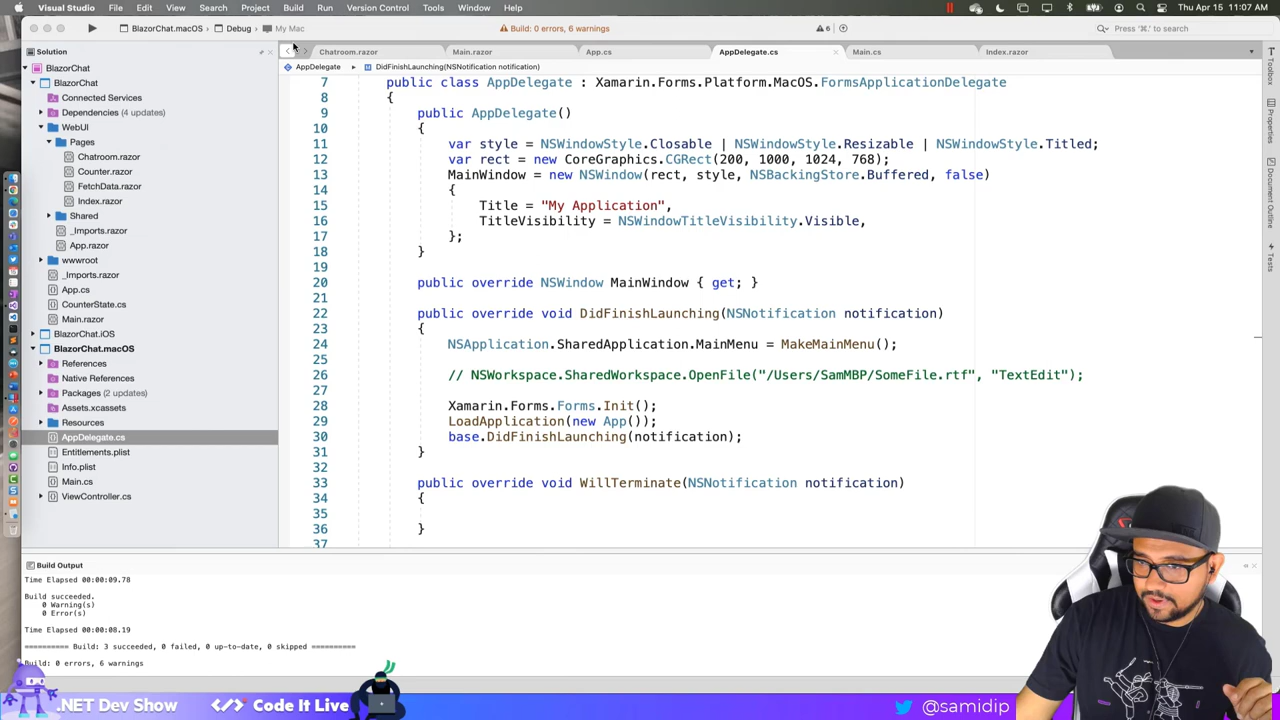 Visual Studio File Edit View Search Project Build Run Version Control Tools Window Help
Thu Apr 15 11:07 AM
BlazorChat.macOS > Debug > My Mac
Build: 0 errors, 6 warnings
6
Press '⌘.' to search
Solution
Chatroom.razor
Main.razor
App.cs
AppDelegate.cs
Main.cs
Index.razor
AppDelegate
DidFinishLaunching(NSNotification notification)
BlazorChat
BlazorChat
Connected Services
Dependencies (4 updates)
WebUI
Pages
Chatroom.razor
Counter.razor
FetchData.razor
Index.razor
Shared
_Imports.razor
App.razor
wwwroot
_Imports.razor
App.cs
CounterState.cs
Main.razor
BlazorChat.iOS
BlazorChat.macOS
References
Native References
Packages (2 updates)
Assets.xcassets
Resources
AppDelegate.cs
Entitlements.plist
Info.plist
Main.cs
ViewController.cs
7 public class AppDelegate : Xamarin.Forms.Platform.MacOS.FormsApplicationDelegate
8 {
9 public AppDelegate()
10 {
11 var style = NSWindowStyle.Closable | NSWindowStyle.Resizable | NSWindowStyle.Titled;
12 var rect = new CoreGraphics.CGRect(200, 1000, 1024, 768);
13 MainWindow = new NSWindow(rect, style, NSBackingStore.Buffered, false)
14 {
15 Title = "My Application",
16 TitleVisibility = NSWindowTitleVisibility.Visible,
17 };
18 }
19
20 public override NSWindow MainWindow { get; }
21
22 public override void DidFinishLaunching(NSNotification notification)
23 {
24 NSApplication.SharedApplication.MainMenu = MakeMainMenu();
25
26 // NSWorkspace.SharedWorkspace.OpenFile("/Users/SamMBP/SomeFile.rtf", "TextEdit");
27
28 Xamarin.Forms.Forms.Init();
29 LoadApplication(new App());
30 base.DidFinishLaunching(notification);
31 }
32
33 public override void WillTerminate(NSNotification notification)
34 {
35
36 }
37
Toolbox
Properties
Document Outline
Tests
Build Output
Time Elapsed 00:00:09.78
Build succeeded.
0 Warning(s)
0 Error(s)
Time Elapsed 00:00:08.19
========== Build: 3 succeeded, 0 failed, 0 up-to-date, 0 skipped ==========
Build: 0 errors, 6 warnings
.NET Dev Show
Code It Live
@samidip